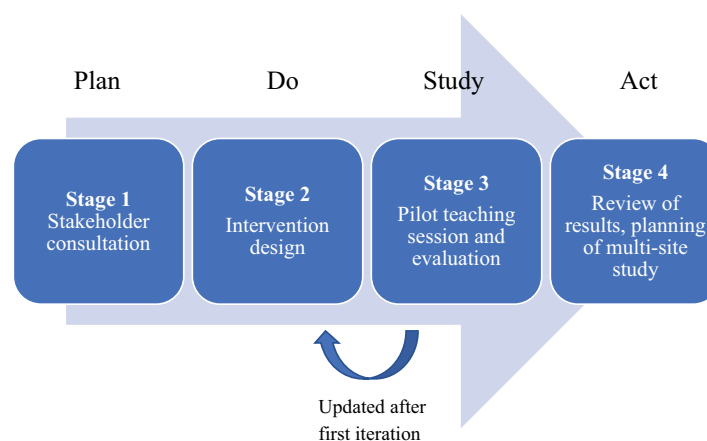 Plan
Do
Study
Act
Stage 1
Stakeholder
consultation
Stage 2
Intervention
design
Stage 3
Pilot teaching
session and
evaluation
Stage 4
Review of
results, planning
of multi-site
study
Updated after
first iteration